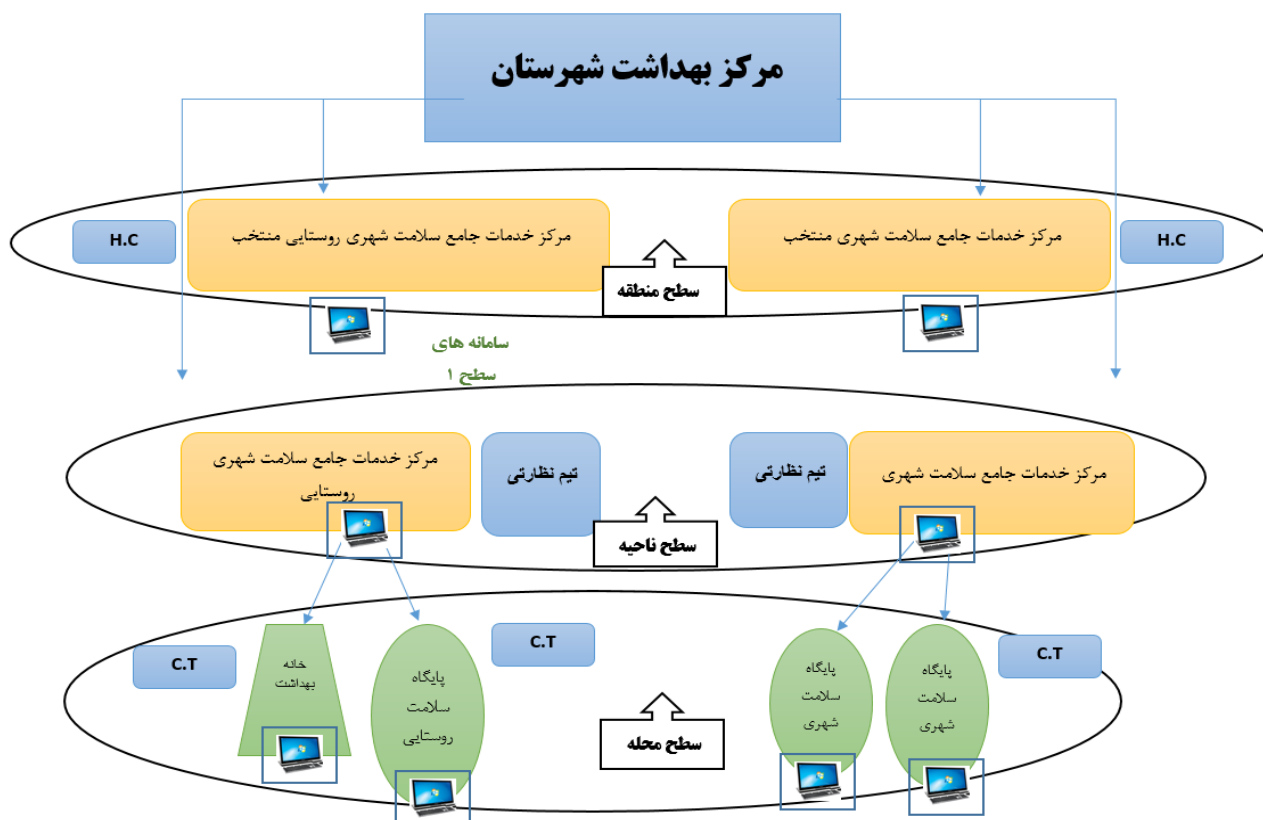 مرکز بهداشت شهرستان
H.C
مرکز خدمات جامع سلامت شهری منتخب
مرکز خدمات جامع سلامت شهری روستایی منتخب
H.C
سطح منطقه
سامانه های
سطح ۱
مرکز خدمات جامع سلامت شهری
تیم نظارتی
تیم نظارتی
مرکز خدمات جامع سلامت شهری
روستایی
سطح ناحیه
C.T
پایگاه
سلامت
شهری
پایگاه
سلامت
شهری
C.T
پایگاه
سلامت
روستایی
خانه
بهداشت
C.T
سطح محله